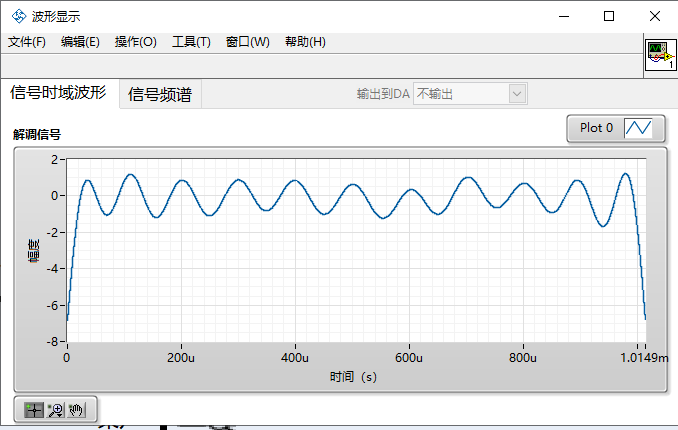 波形显示
文件(F) 编辑(E) 操作(O) 工具(T) 窗口(W) 帮助(H)
1
信号时域波形 信号频谱 输出到DA 不输出
解调信号 Plot 0
2
0
-2
-4
-6
-8
幅度
0 200u 400u 600u 800u 1.0149m
时间（s）